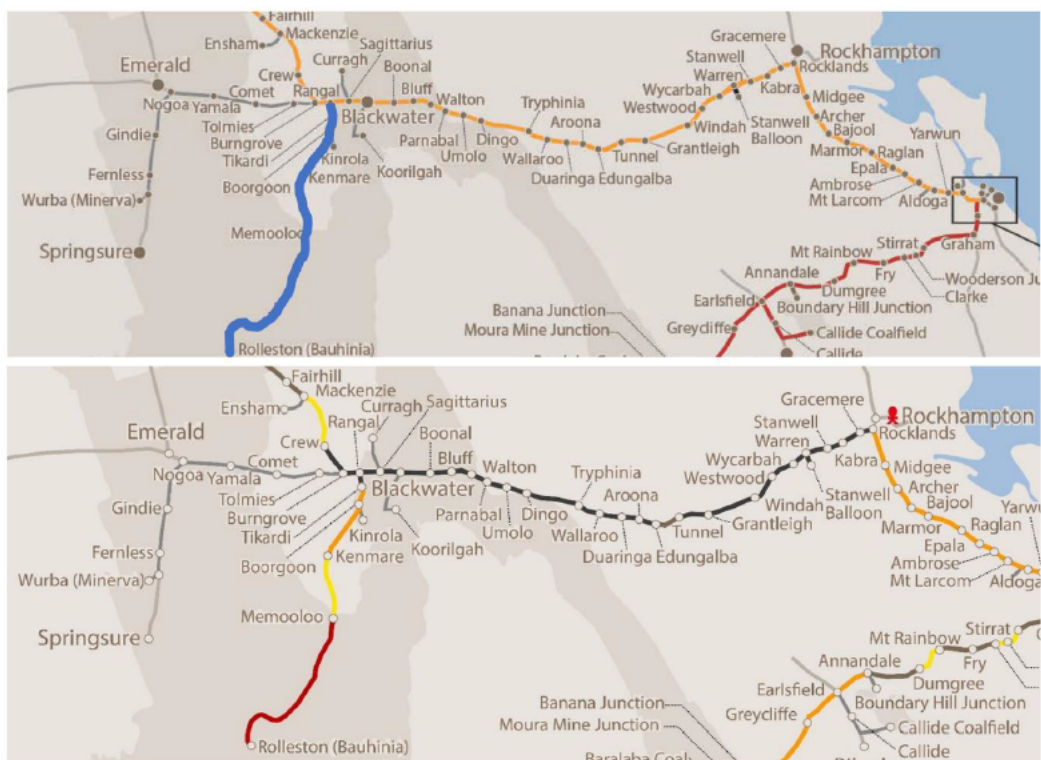 Fairhill
Mackenzie
Ensham
Sagittarius
Curragh
Gracemere
Rockhampton
Stanwell
Emerald
Crew
Boonal
Warren
Rocklands
Comet
Rangal
Bluff
Wycarbah
Kabra
Nogoa
Yamala
Walton
Westwood
Midgee
Tolmies
Blackwater
Tryphinia
Stanwell
Balloon
Archer
Yarwun
Gindie
Burngrove
Parnabal
Dingo
Aroona
Windah
Bajool
Tikardi
Umolo
Grantleigh
Marmor
Raglan
Kinrola
Wallaroo
Tunnel
Epala
Fernless
Boorgoon
Kenmare
Koorilgah
Duaringa
Edungalba
Ambrose
Wurba (Minerva)
Mt Larcom
Aldoga
Memooloo
Springsure
Mt Rainbow
Stirrat
Graham
Annandale
Fry
Wooderson Ju
Dumgree
Clarke
Earlsfield
Boundary Hill Junction
Banana Junction
Greycliffe
Moura Mine Junction
Callide Coalfield
Rolleston (Bauhinia)
Callide
Fairhill
Mackenzie
Ensham
Curragh
Sagittarius
Gracemere
Rockhampton
Rangal
Stanwell
Emerald
Crew
Boonal
Warren
Rocklands
Comet
Bluff
Wycarbah
Kabra
Nogoa
Yamala
Walton
Tryphinia
Westwood
Midgee
Tolmies
Blackwater
Aroona
Stanwell
Balloon
Archer
Gindie
Burngrove
Parnabal
Dingo
Windah
Bajool
Yarwu
Tikardi
Umolo
Grantleigh
Marmor
Raglan
Kinrola
Wallaroo
Tunnel
Epala
Fernless
Boorgoon
Kenmare
Koorilgah
Duaringa
Edungalba
Ambrose
Wurba (Minerva)
Mt Larcom
Aldoga
Memooloo
Springsure
Mt Rainbow
Stirrat
Annandale
Fry
Dumgree
Earlsfield
Boundary Hill Junction
Banana Junction
Greycliffe
Moura Mine Junction
Callide Coalfield
Rolleston (Bauhinia)
Callide
Baralaba Coal